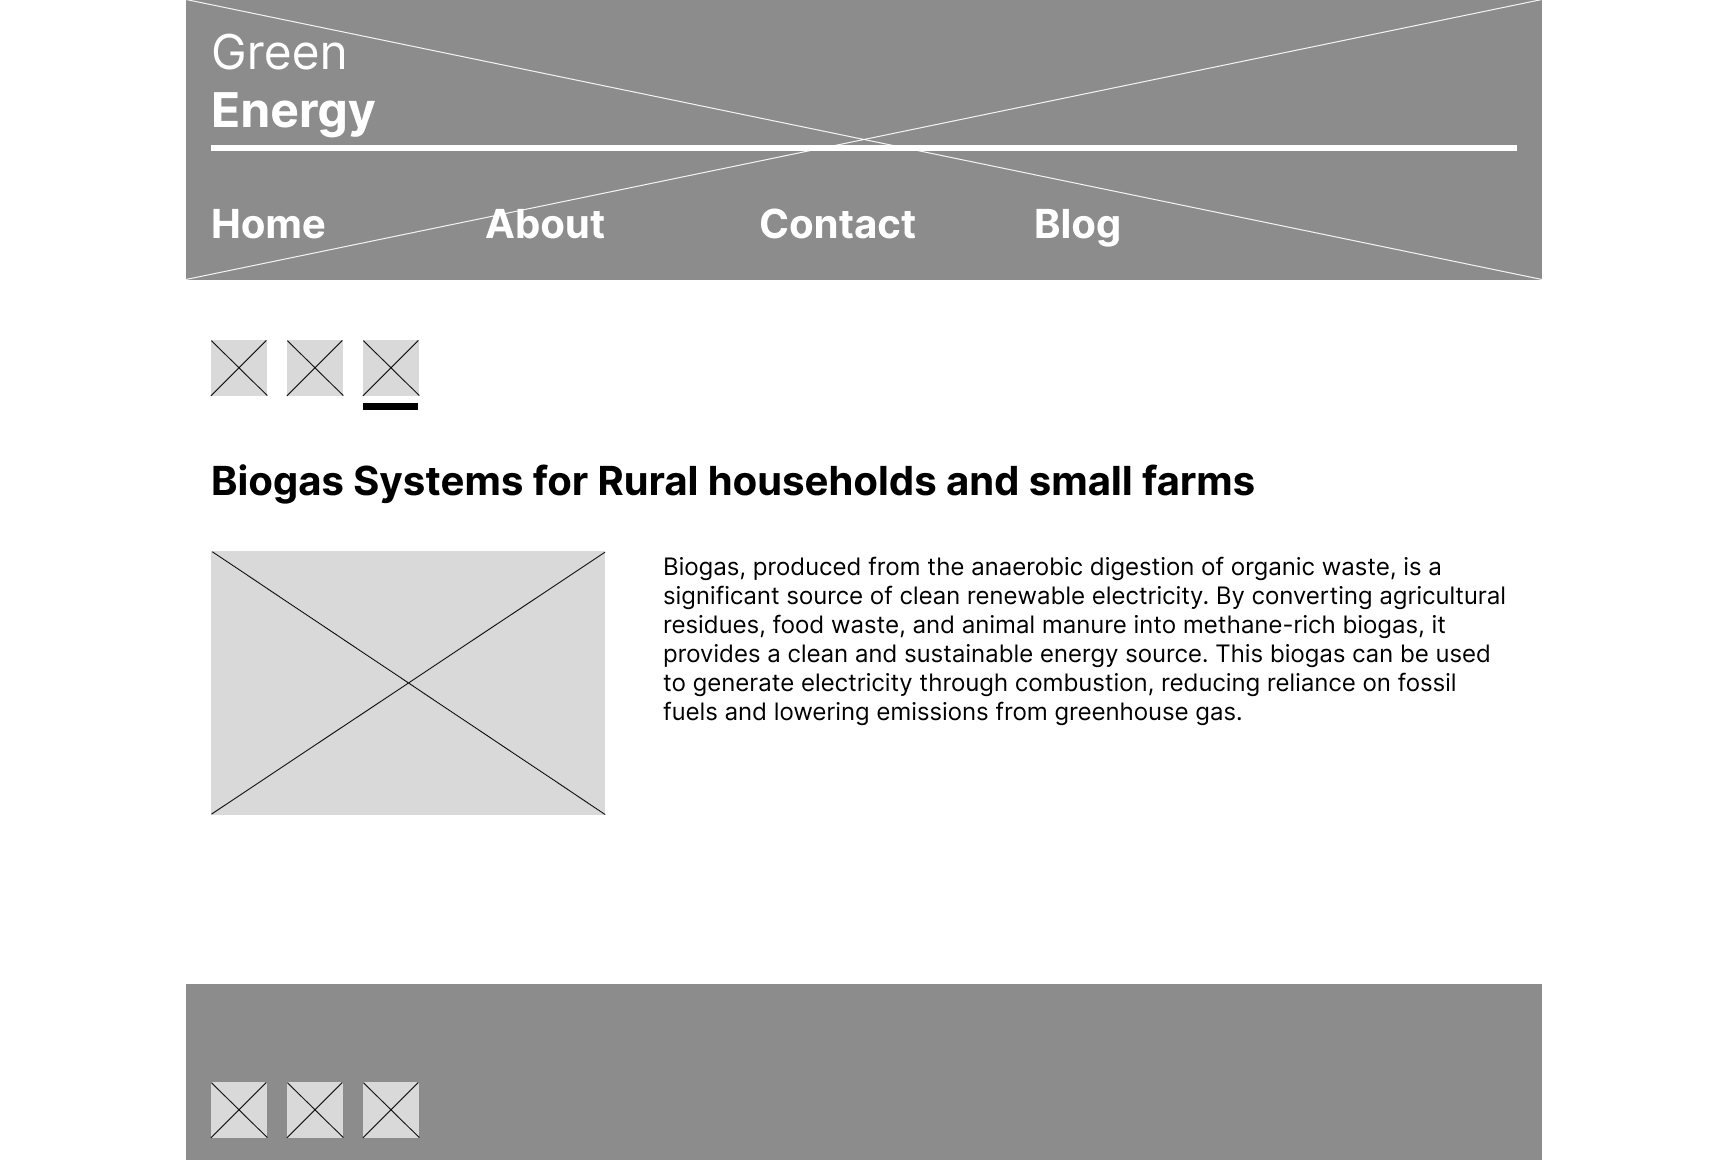 Green
Energy
Home About Contact Blog
Biogas Systems for Rural households and small farms
Biogas, produced from the anaerobic digestion of organic waste, is a
significant source of clean renewable electricity. By converting agricultural
residues, food waste, and animal manure into methane-rich biogas, it
provides a clean and sustainable energy source. This biogas can be used
to generate electricity through combustion, reducing reliance on fossil
fuels and lowering emissions from greenhouse gas.